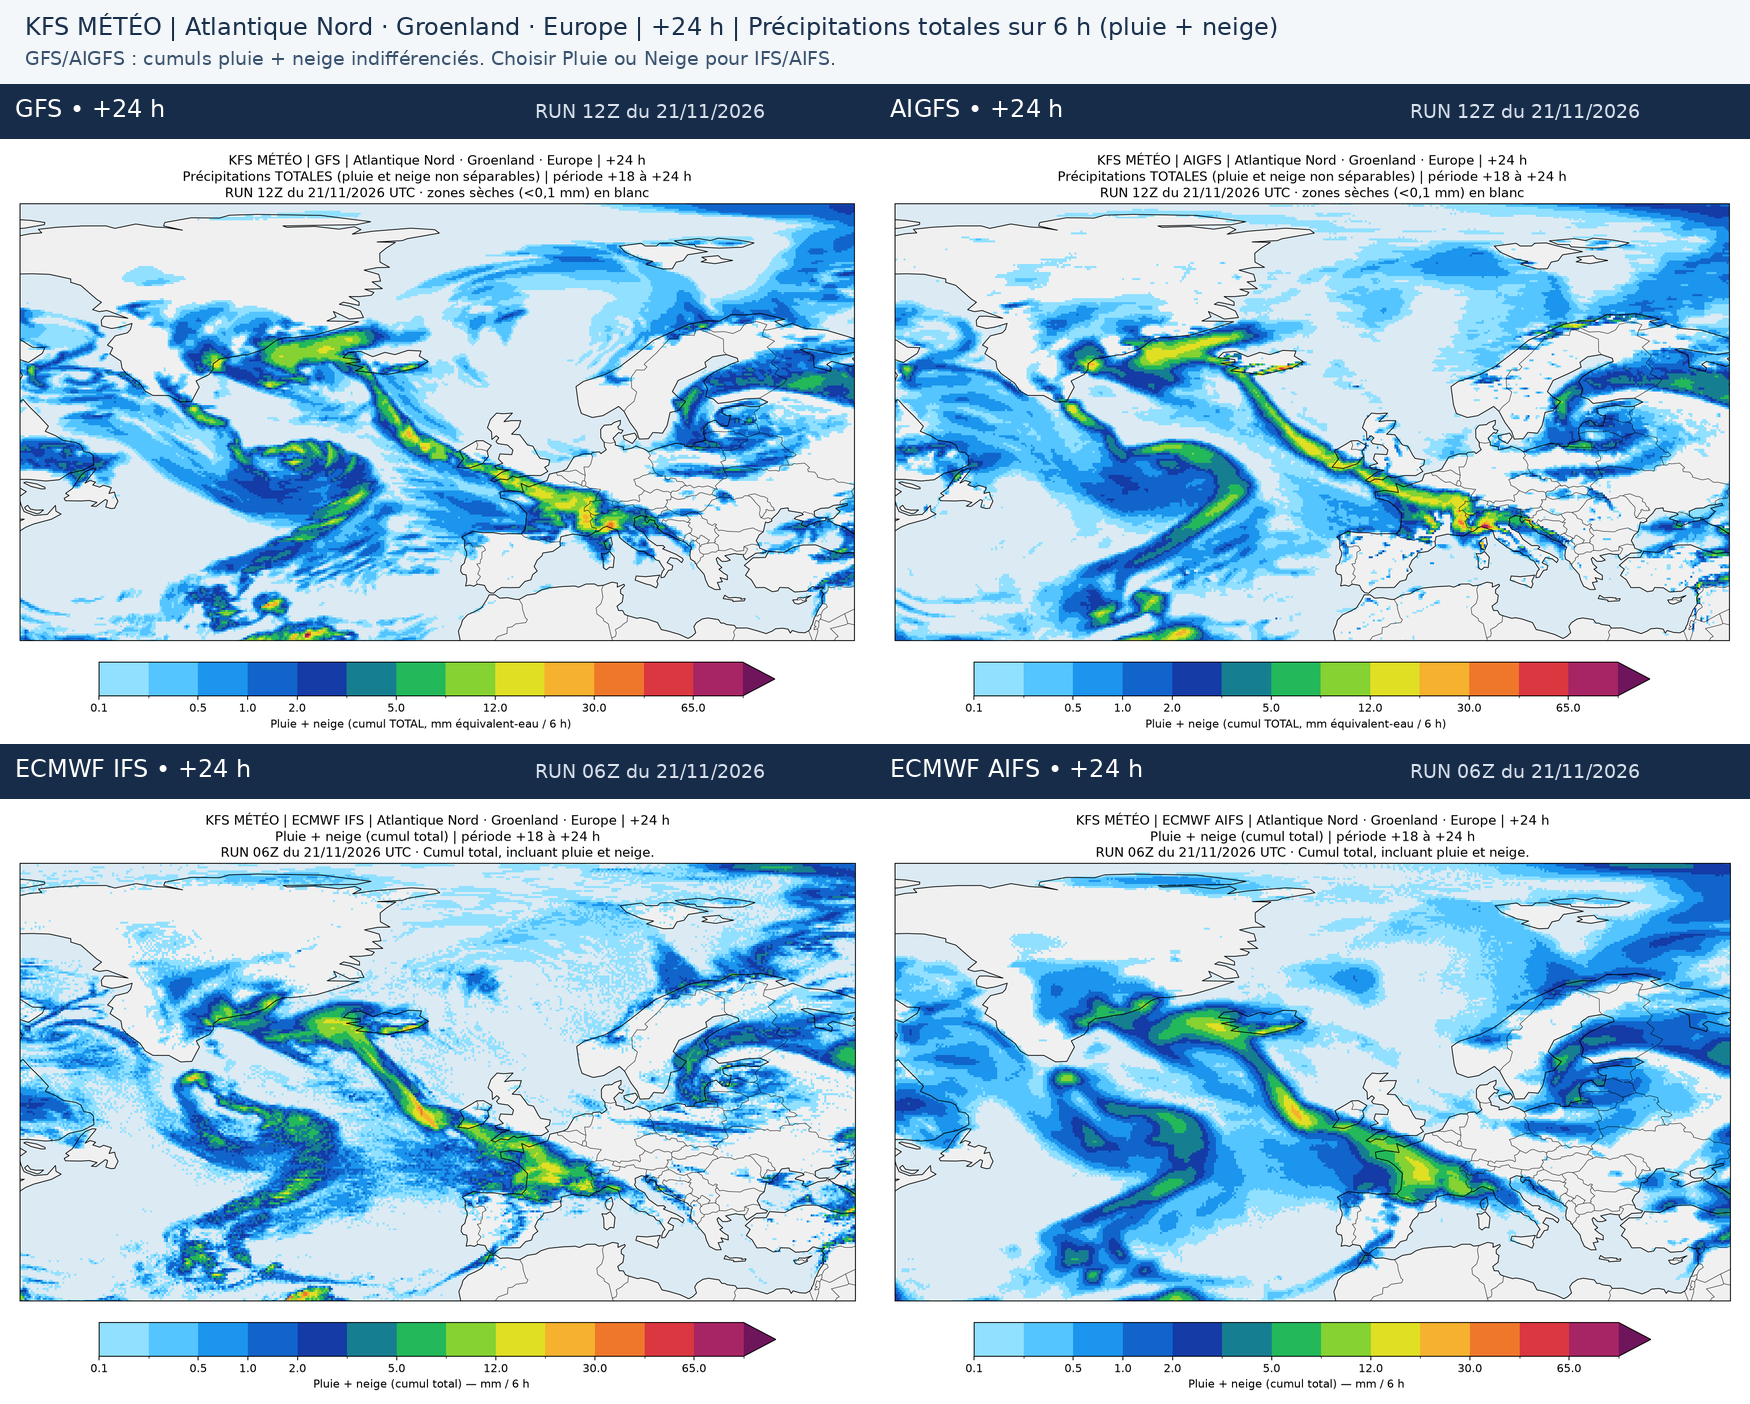 KFS MÉTÉO | Atlantique Nord · Groenland · Europe | +24 h | Précipitations totales sur 6 h (pluie + neige)
GFS/AIGFS : cumuls pluie + neige indifférenciés. Choisir Pluie ou Neige pour IFS/AIFS.
GFS • +24 h RUN 12Z du 21/11/2026
AIGFS • +24 h RUN 12Z du 21/11/2026
KFS MÉTÉO | GFS | Atlantique Nord · Groenland · Europe | +24 h
Précipitations TOTALES (pluie et neige non séparables) | période +18 à +24 h
RUN 12Z du 21/11/2026 UTC · zones sèches (<0,1 mm) en blanc
KFS MÉTÉO | AIGFS | Atlantique Nord · Groenland · Europe | +24 h
Précipitations TOTALES (pluie et neige non séparables) | période +18 à +24 h
RUN 12Z du 21/11/2026 UTC · zones sèches (<0,1 mm) en blanc
0.1 0.5 1.0 2.0 5.0 12.0 30.0 65.0
Pluie + neige (cumul TOTAL, mm équivalent-eau / 6 h)
0.1 0.5 1.0 2.0 5.0 12.0 30.0 65.0
Pluie + neige (cumul TOTAL, mm équivalent-eau / 6 h)
ECMWF IFS • +24 h RUN 06Z du 21/11/2026
ECMWF AIFS • +24 h RUN 06Z du 21/11/2026
KFS MÉTÉO | ECMWF IFS | Atlantique Nord · Groenland · Europe | +24 h
Pluie + neige (cumul total) | période +18 à +24 h
RUN 06Z du 21/11/2026 UTC · Cumul total, incluant pluie et neige.
KFS MÉTÉO | ECMWF AIFS | Atlantique Nord · Groenland · Europe | +24 h
Pluie + neige (cumul total) | période +18 à +24 h
RUN 06Z du 21/11/2026 UTC · Cumul total, incluant pluie et neige.
0.1 0.5 1.0 2.0 5.0 12.0 30.0 65.0
Pluie + neige (cumul total) — mm / 6 h
0.1 0.5 1.0 2.0 5.0 12.0 30.0 65.0
Pluie + neige (cumul total) — mm / 6 h